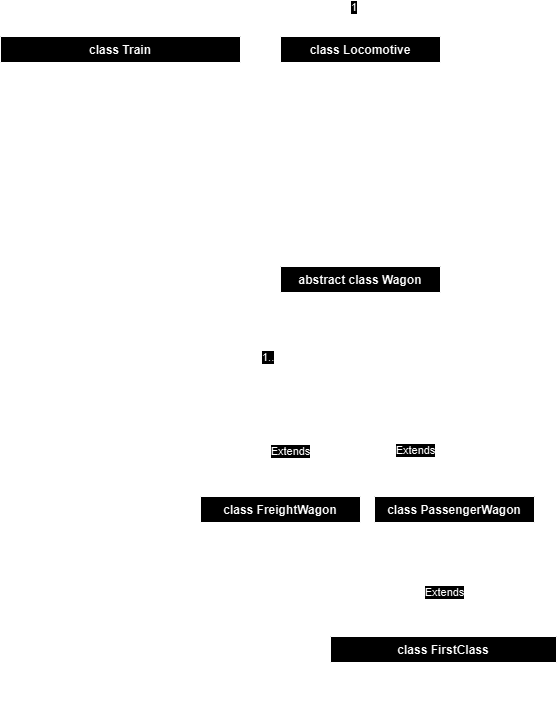 1
class Train
class Locomotive
abstract class Wagon
1..
Extends
Extends
class FreightWagon
class PassengerWagon
Extends
class FirstClass